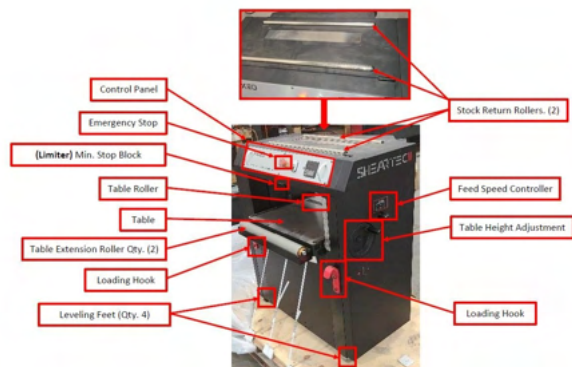 Control Panel
Emergency Stop
(Limiter) Min. Stop Block
Table Roller
Table
Table Extension Roller Qty. (2)
Loading Hook
Leveling Feet (Qty. 4)
Stock Return Rollers. (2)
SHEARTEC
Feed Speed Controller
Table Height Adjustment
Loading Hook